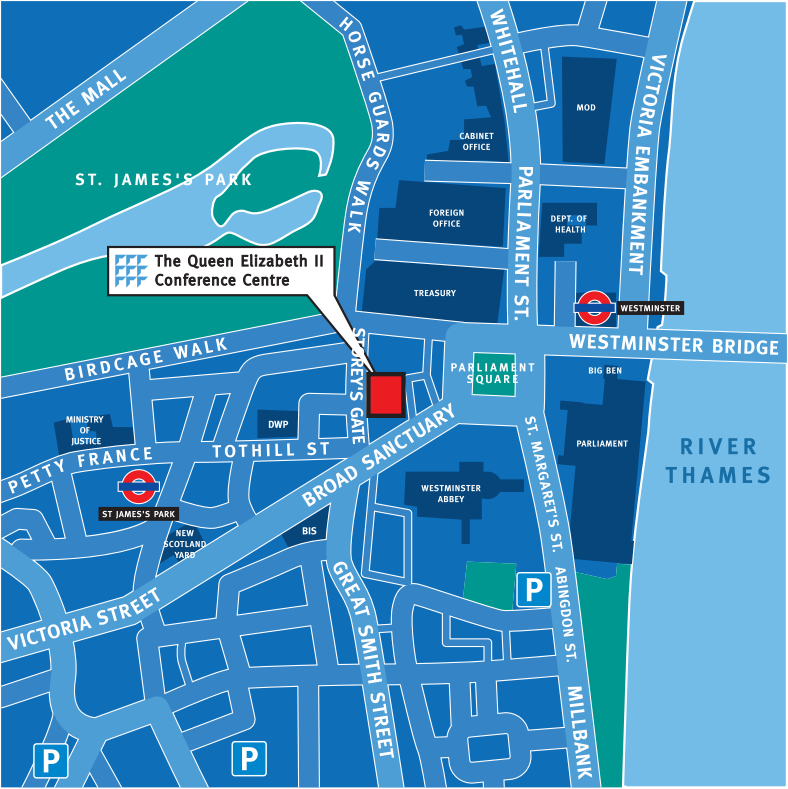 THE MALL
HORSE GUARDS WALK
WHITEHALL
VICTORIA EMBANKMENT
MOD
CABINET
OFFICE
ST. JAMES'S PARK
PARLIAMENT ST.
FOREIGN
OFFICE
DEPT. OF
HEALTH
The Queen Elizabeth II
Conference Centre
TREASURY
WESTMINSTER
BIRDCAGE WALK
STOREY'S GATE
WESTMINSTER BRIDGE
PARLIAMENT
SQUARE
BIG BEN
MINISTRY
OF
JUSTICE
DWP
PARLIAMENT
RIVER
THAMES
PETTY FRANCE
TOTHILL ST
BROAD SANCTUARY
ST. MARGARET'S ST.
WESTMINSTER
ABBEY
ST JAMES'S PARK
NEW
SCOTLAND
YARD
BIS
VICTORIA STREET
GREAT SMITH STREET
P
ABINGDON ST.
MILLBANK
P
P